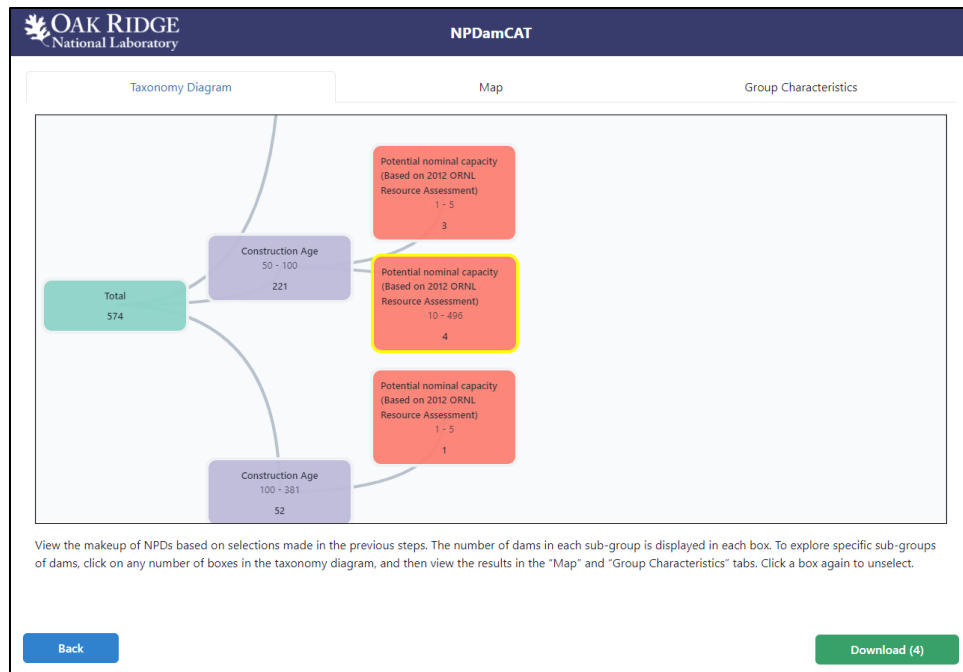 OAK RIDGE
National Laboratory
NPDamCAT
Taxonomy Diagram
Map
Group Characteristics
Potential nominal capacity
(Based on 2012 ORNL
Resource Assessment)
1 - 5
3
Construction Age
50 - 100
221
Potential nominal capacity
(Based on 2012 ORNL
Resource Assessment)
10 - 496
4
Total
574
Potential nominal capacity
(Based on 2012 ORNL
Resource Assessment)
1 - 5
1
Construction Age
100 - 381
52
View the makeup of NPDs based on selections made in the previous steps. The number of dams in each sub-group is displayed in each box. To explore specific sub-groups
of dams, click on any number of boxes in the taxonomy diagram, and then view the results in the "Map" and "Group Characteristics" tabs. Click a box again to unselect.
Back
Download (4)